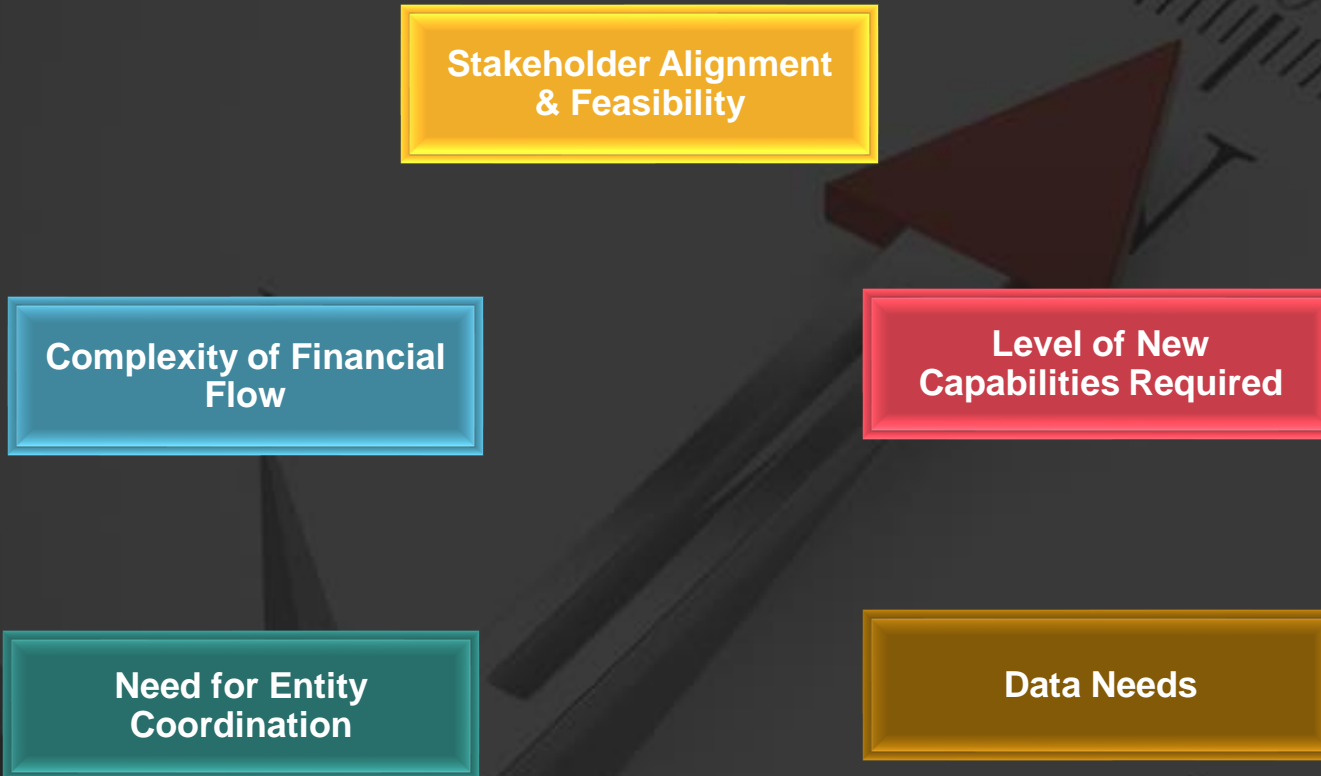 Stakeholder Alignment
& Feasibility
Complexity of Financial
Flow
Level of New
Capabilities Required
Need for Entity
Coordination
Data Needs